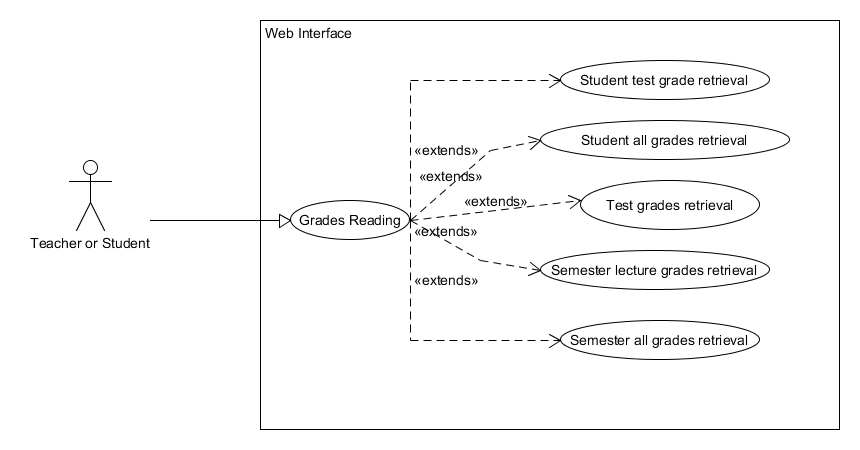 Web Interface
Student test grade retrieval
«extends»
Student all grades retrieval
«extends»
«extends»
Test grades retrieval
Teacher or Student
Grades Reading
«extends»
Semester lecture grades retrieval
«extends»
Semester all grades retrieval